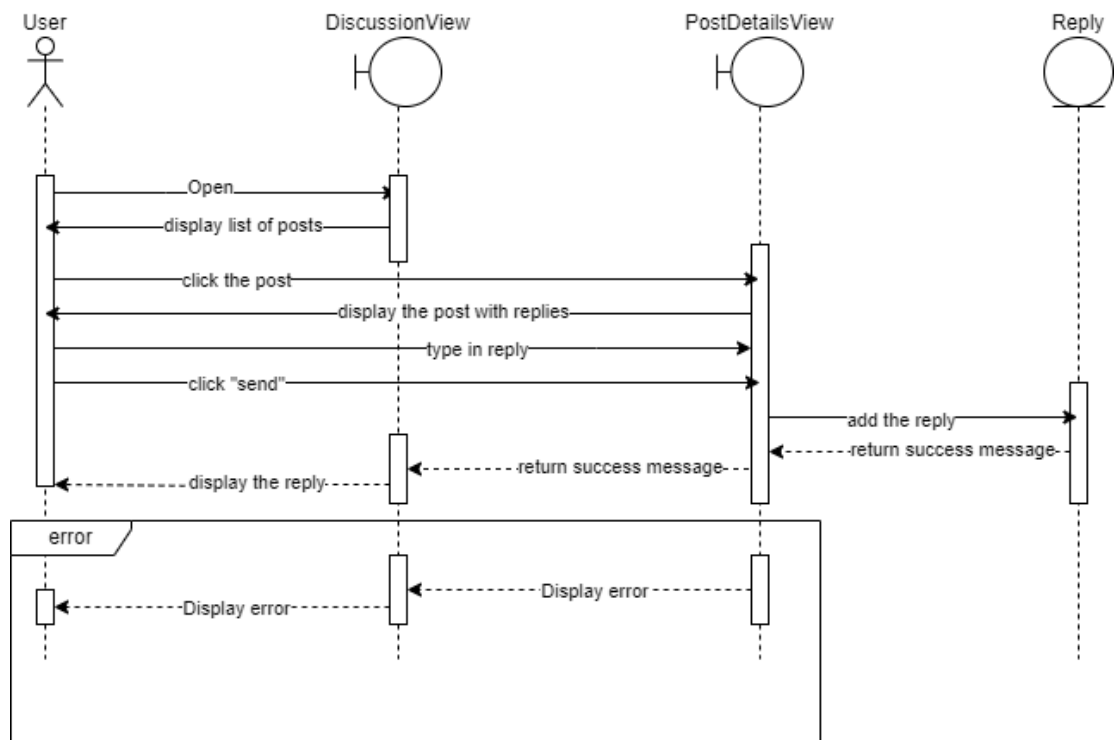 User
DiscussionView
PostDetailsView
Reply
Open
display list of posts
click the post
display the post with replies
type in reply
click "send"
add the reply
return success message
return success message
display the reply
error
Display error
Display error